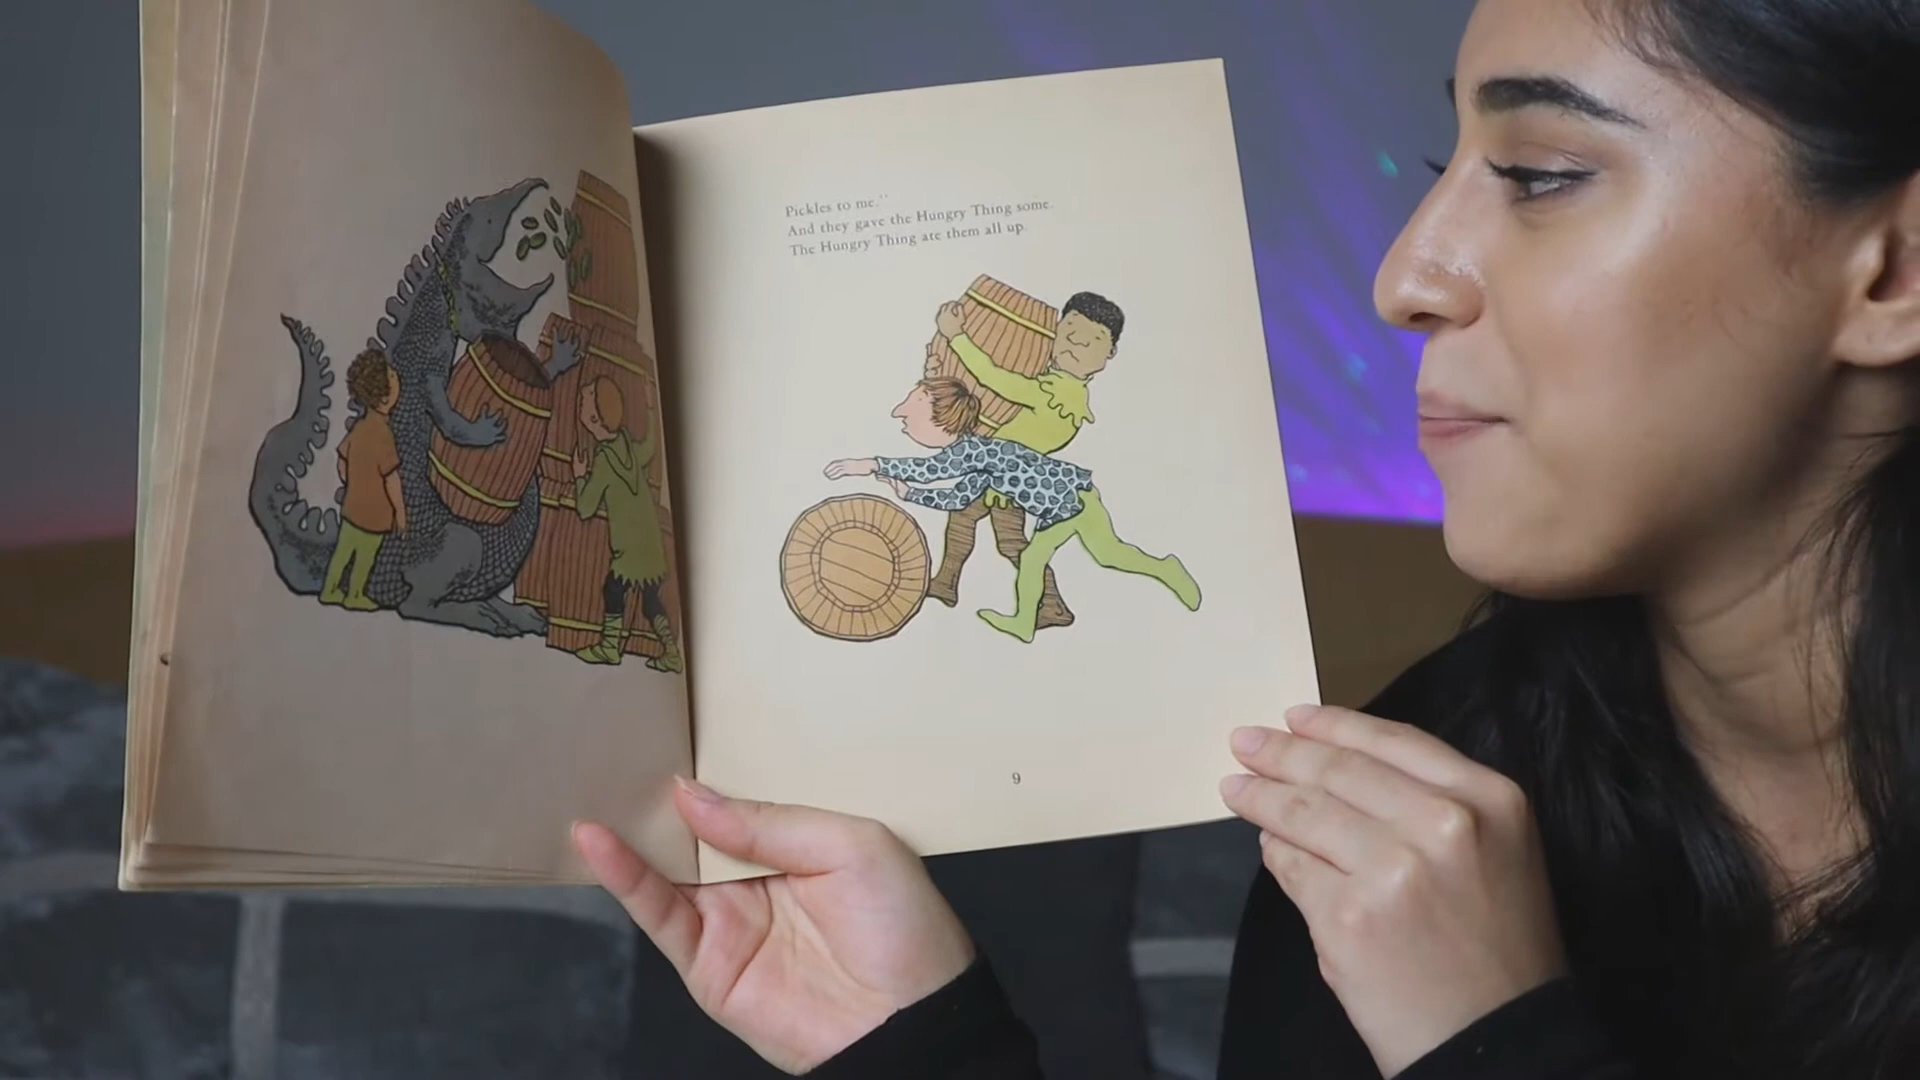 Pickles to me."
And they gave the Hungry Thing some.
The Hungry Thing ate them all up.
9